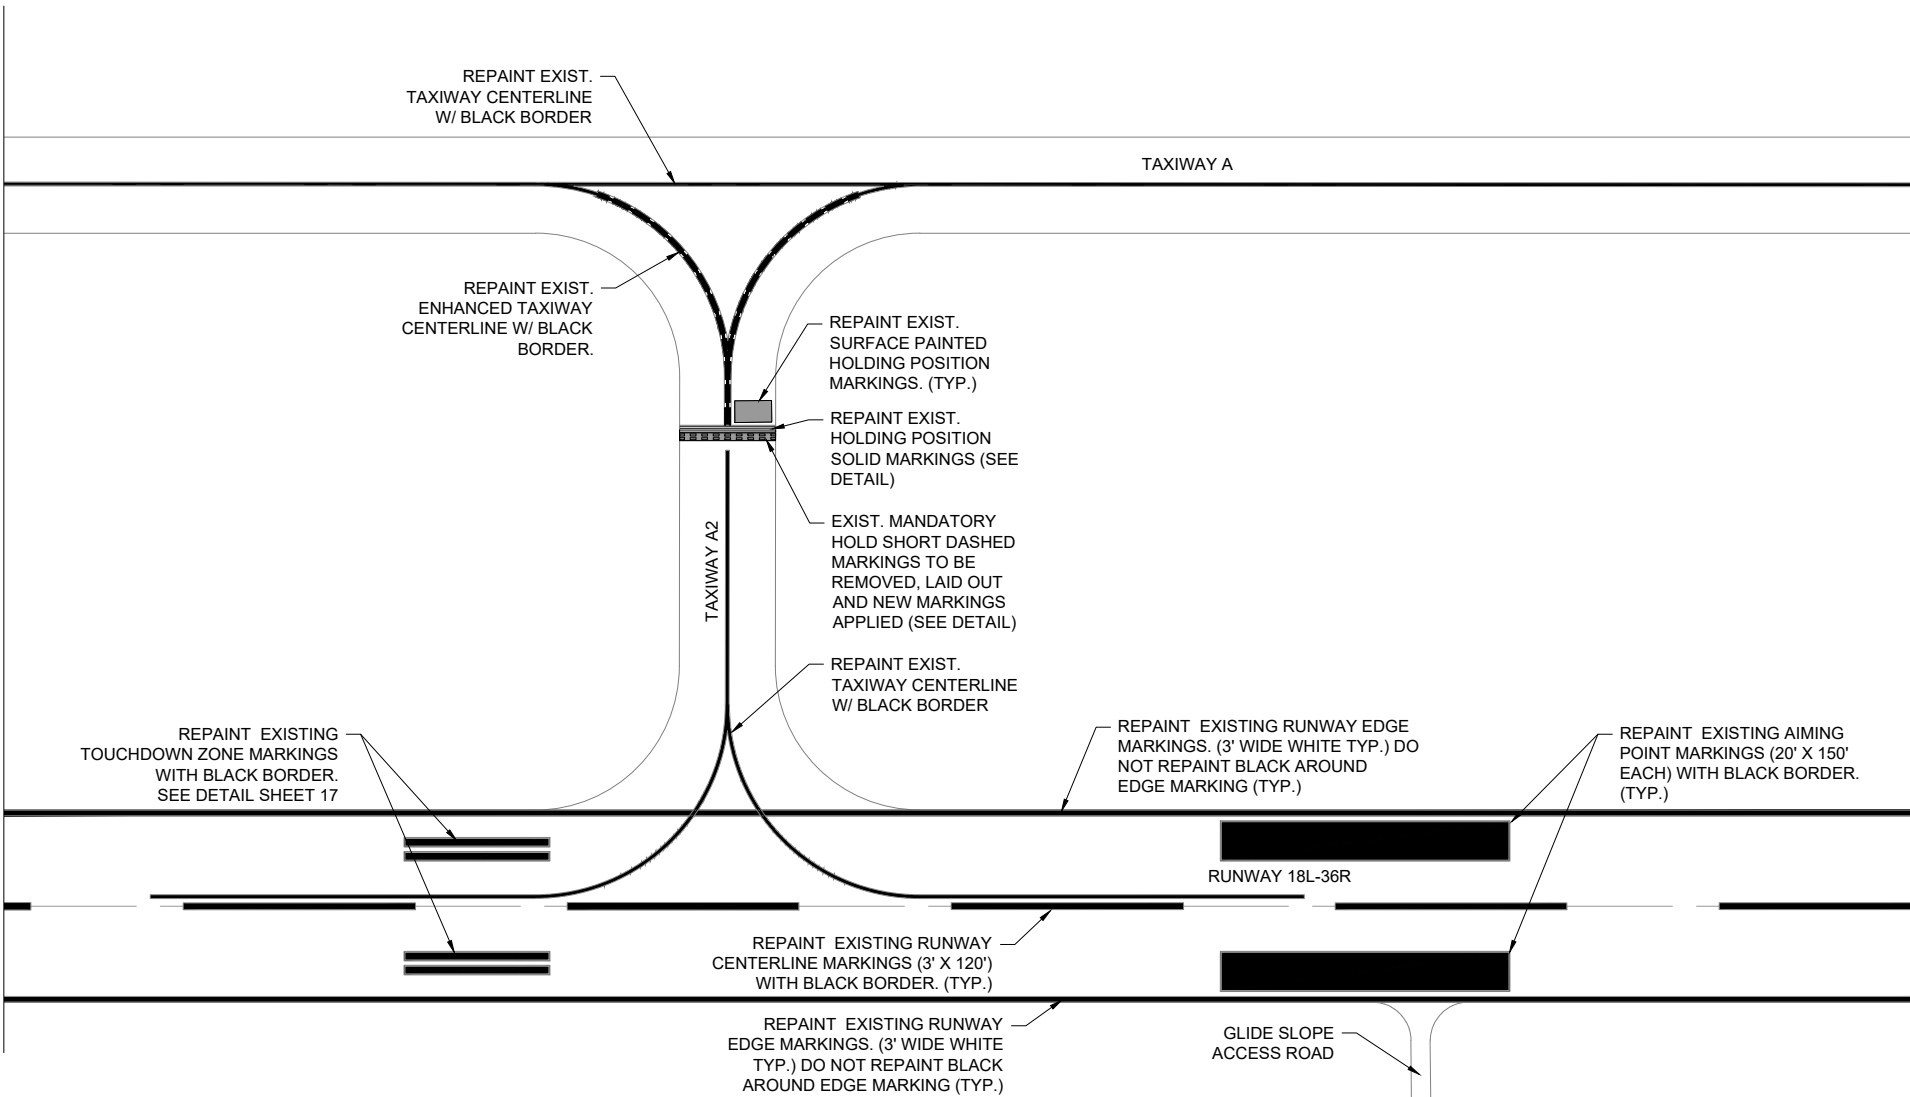 REPAINT EXIST.
TAXIWAY CENTERLINE
W/ BLACK BORDER
TAXIWAY A
REPAINT EXIST.
ENHANCED TAXIWAY
CENTERLINE W/ BLACK
BORDER.
REPAINT EXIST.
SURFACE PAINTED
HOLDING POSITION
MARKINGS. (TYP.)
REPAINT EXIST.
HOLDING POSITION
SOLID MARKINGS (SEE
DETAIL)
EXIST. MANDATORY
HOLD SHORT DASHED
MARKINGS TO BE
REMOVED, LAID OUT
AND NEW MARKINGS
APPLIED (SEE DETAIL)
TAXIWAY A2
REPAINT EXIST.
TAXIWAY CENTERLINE
W/ BLACK BORDER
REPAINT  EXISTING
TOUCHDOWN ZONE MARKINGS
WITH BLACK BORDER.
SEE DETAIL SHEET 17
REPAINT  EXISTING RUNWAY EDGE
MARKINGS. (3' WIDE WHITE TYP.) DO
NOT REPAINT BLACK AROUND
EDGE MARKING (TYP.)
REPAINT EXISTING AIMING
POINT MARKINGS (20' X 150'
EACH) WITH BLACK BORDER.
(TYP.)
RUNWAY 18L-36R
REPAINT  EXISTING RUNWAY
CENTERLINE MARKINGS (3' X 120')
WITH BLACK BORDER. (TYP.)
REPAINT  EXISTING RUNWAY
EDGE MARKINGS. (3' WIDE WHITE
TYP.) DO NOT REPAINT BLACK
AROUND EDGE MARKING (TYP.)
GLIDE SLOPE
ACCESS ROAD